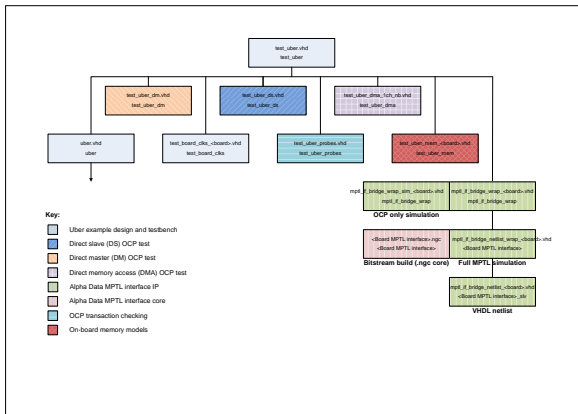 test_uber.vhd
test_uber
test_uber_dm.vhd
test_uber_dm
test_uber_ds.vhd
test_uber_ds
test_uber_dma_1ch_nb.vhd
test_uber_dma
uber.vhd
uber
test_board_clks_<board>.vhd
test_board_clks
test_uber_probes.vhd
test_uber_probes
test_uber_mem_<board>.vhd
test_uber_mem
mptl_if_bridge_wrap_sim_<board>.vhd
mptl_if_bridge_wrap
mptl_if_bridge_wrap_<board>.vhd
mptl_if_bridge_wrap
OCP only simulation
<Board MPTL interface>.ngc
<Board MPTL interface>
mptl_if_bridge_netlist_wrap_<board>.vhd
<Board MPTL interface>
Bitstream build (.ngc core)
Full MPTL simulation
mptl_if_bridge_netlist_<board>.vhd
<Board MPTL interface>_slv
VHDL netlist
Key:
Uber example design and testbench
Direct slave (DS) OCP test
Direct master (DM) OCP test
Direct memory access (DMA) OCP test
Alpha Data MPTL interface IP
Alpha Data MPTL interface core
OCP transaction checking
On-board memory models